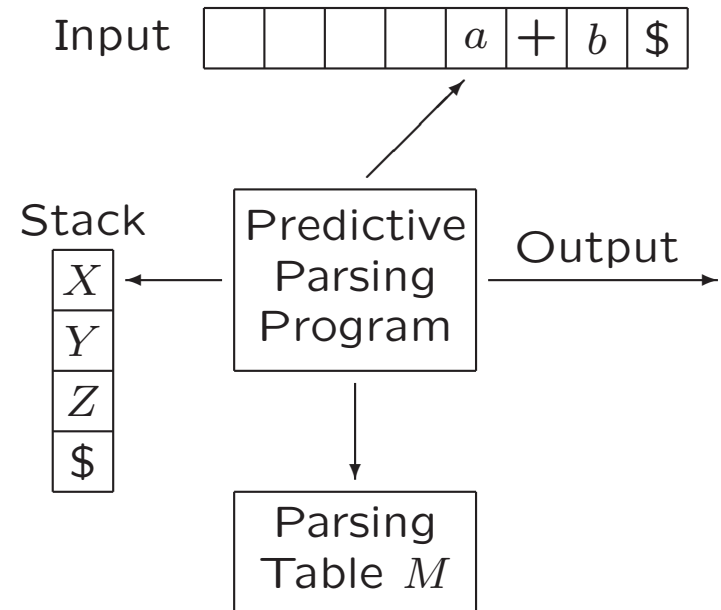 Input a + b $
Stack
X
Y
Z
$
Predictive
Parsing
Program
Output
Parsing
Table M